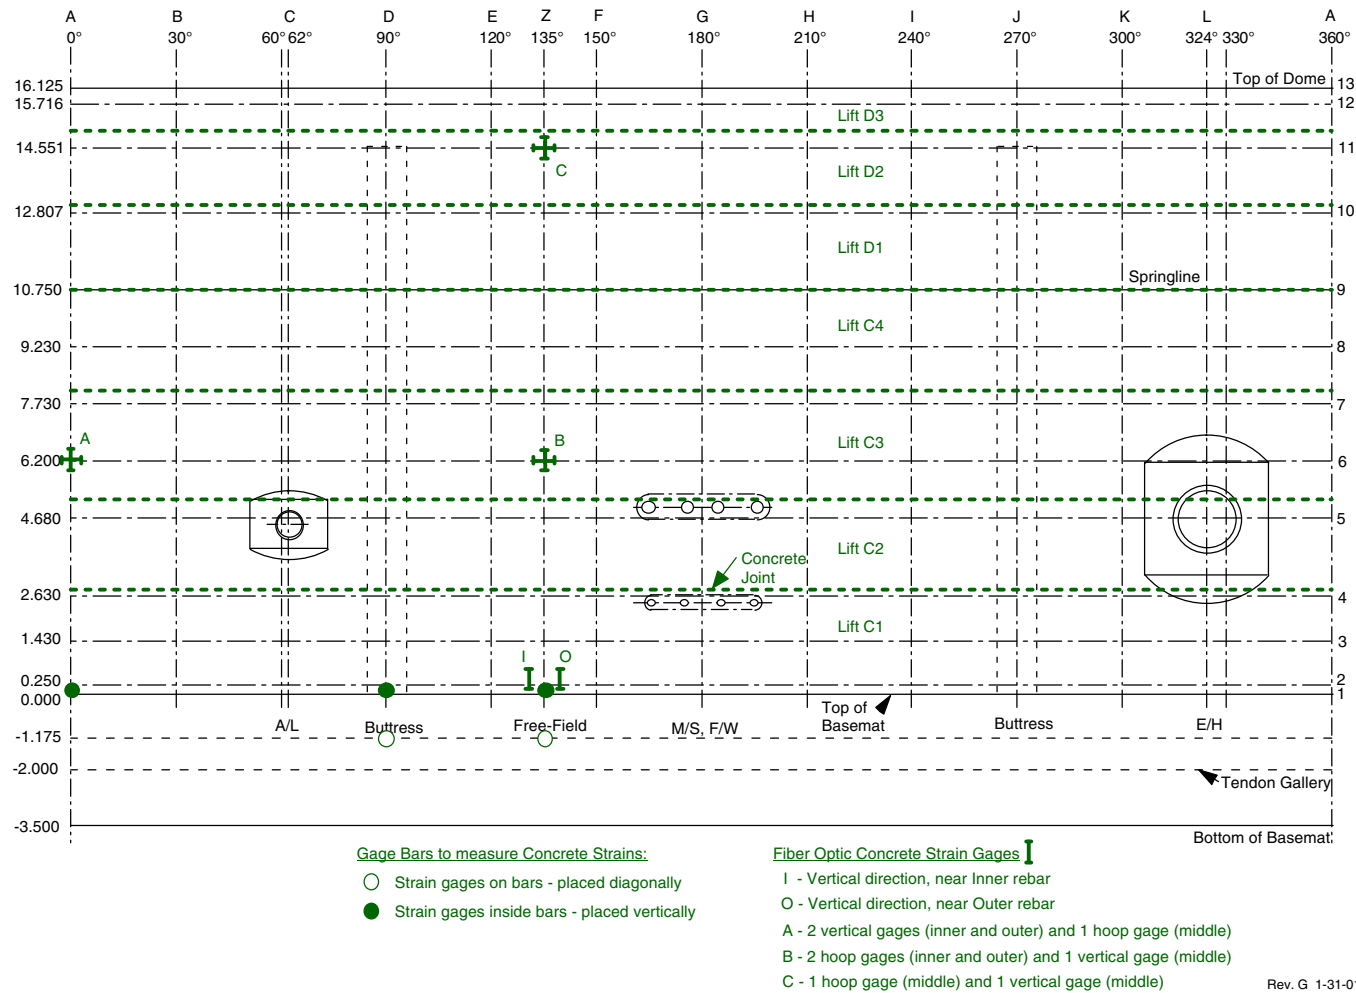 A B C D E Z F G H I J K L A
0° 30° 60° 62° 90° 120° 135° 150° 180° 210° 240° 270° 300° 324° 330° 360°
16.125 Top of Dome 13
15.716 12
Lift D3
14.551 11
C Lift D2
12.807 10
Lift D1
Springline
10.750 9
Lift C4
9.230 8
7.730 7
A B Lift C3
6.200 6
4.680 5
Lift C2
Concrete
Joint
2.630 4
Lift C1
1.430 3
I O
0.250 2
0.000 1
Top of
Basemat
A/L Buttress Free-Field M/S, F/W Buttress E/H
-1.175
-2.000
Tendon Gallery
-3.500
Bottom of Basemat
Gage Bars to measure Concrete Strains:
Strain gages on bars - placed diagonally
Strain gages inside bars - placed vertically
Fiber Optic Concrete Strain Gages
I - Vertical direction, near Inner rebar
O - Vertical direction, near Outer rebar
A - 2 vertical gages (inner and outer) and 1 hoop gage (middle)
B - 2 hoop gages (inner and outer) and 1 vertical gage (middle)
C - 1 hoop gage (middle) and 1 vertical gage (middle)
Rev. G 1-31-01